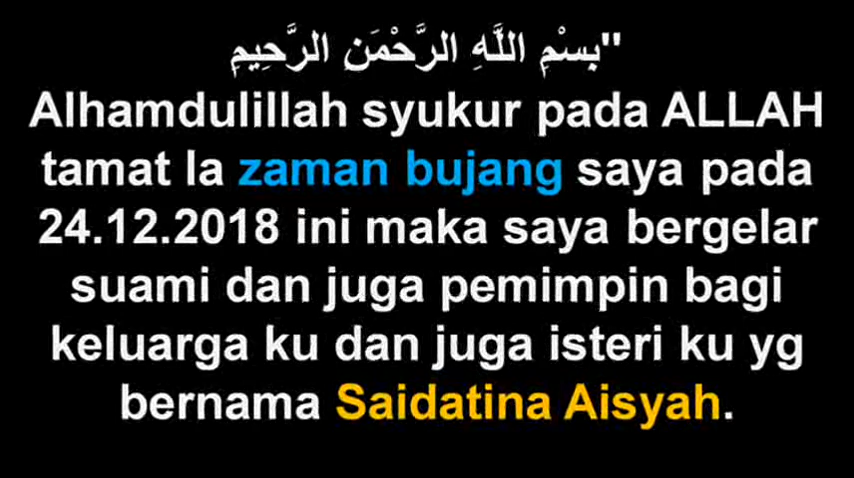 "بِسْمِ اللَّهِ الرَّحْمَنِ الرَّحِيمِ
Alhamdulillah syukur pada ALLAH
tamat la zaman bujang saya pada
24.12.2018 ini maka saya bergelar
suami dan juga pemimpin bagi
keluarga ku dan juga isteri ku yg
bernama Saidatina Aisyah.